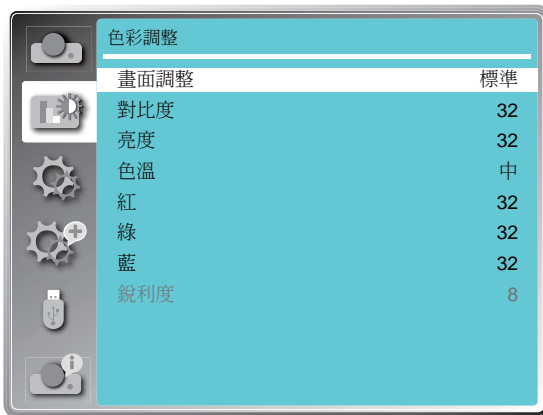 色彩調整
畫面調整 標準
對比度 32
亮度 32
色溫 中
紅 32
綠 32
藍 32
銳利度 8